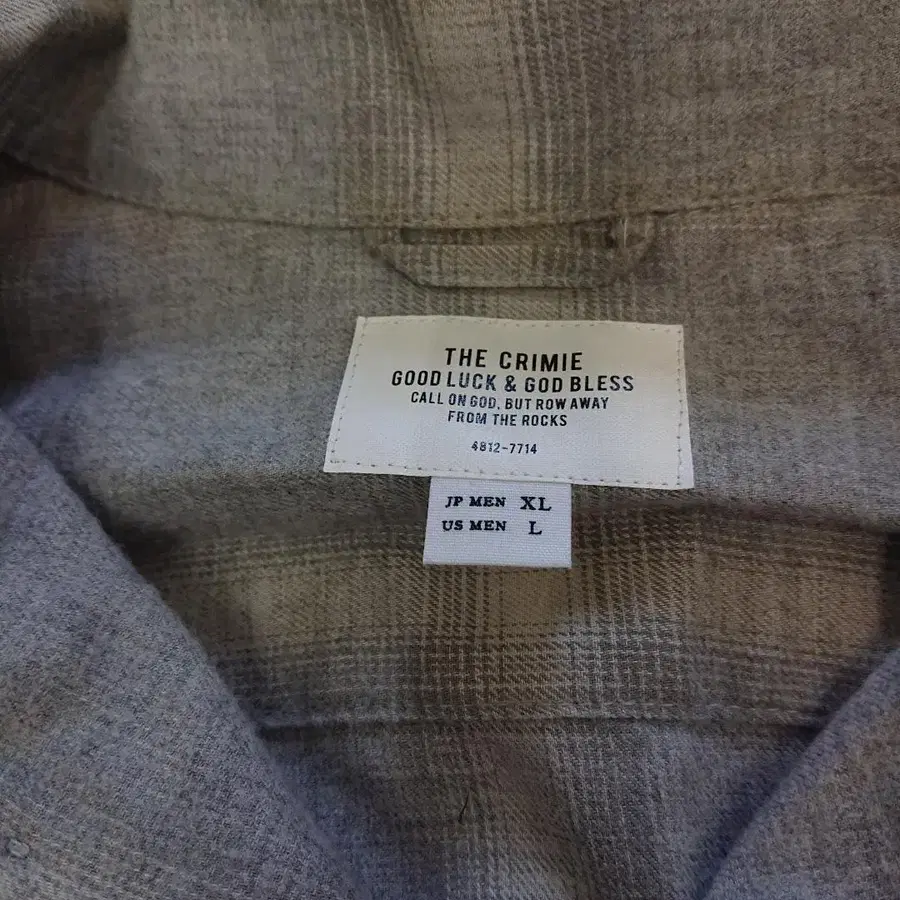 THE CRIMIE
GOOD LUCK & GOD BLESS
CALL ON GOD, BUT ROW AWAY
FROM THE ROCKS
4812-7714
JP MEN XL
US MEN L